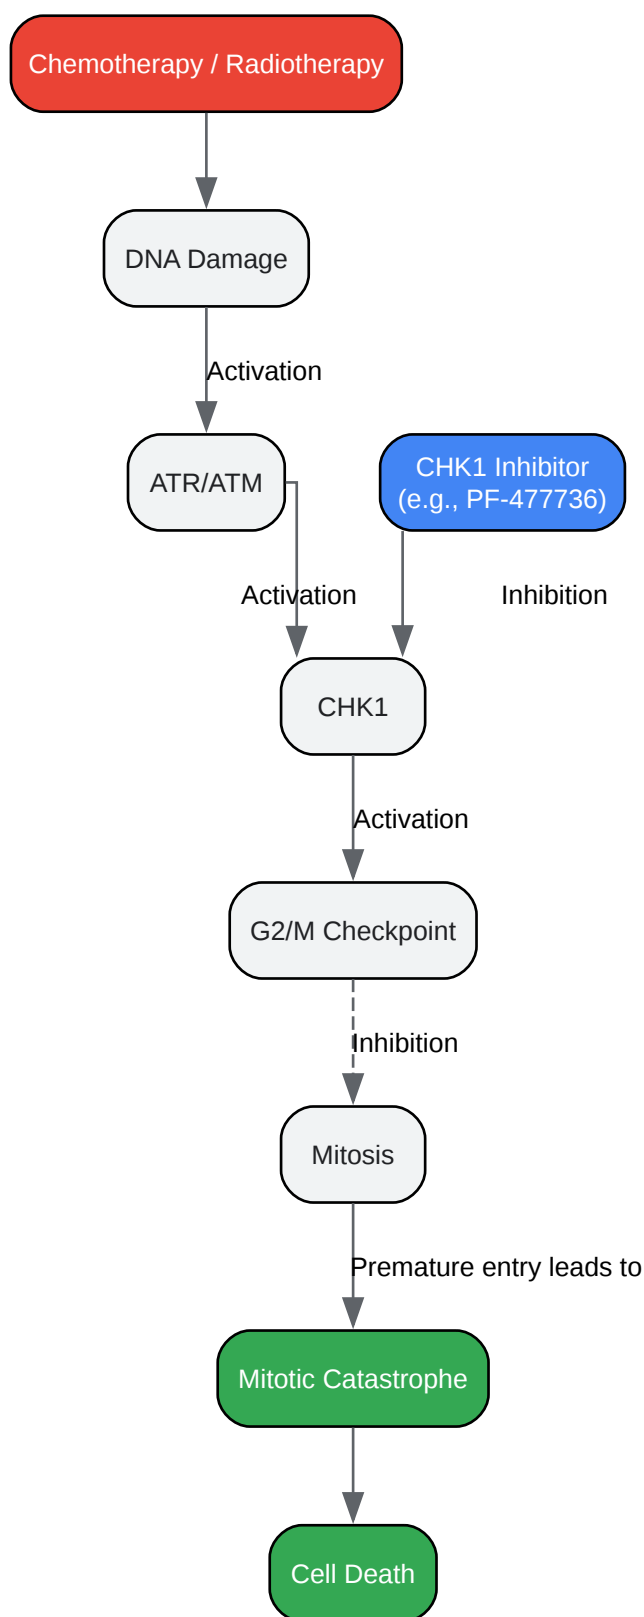 Chemotherapy / Radiotherapy
DNA Damage
Activation
ATR/ATM
CHK1 Inhibitor
(e.g., PF-477736)
Activation
Inhibition
CHK1
Activation
G2/M Checkpoint
Inhibition
Mitosis
Premature entry leads to
Mitotic Catastrophe
Cell Death